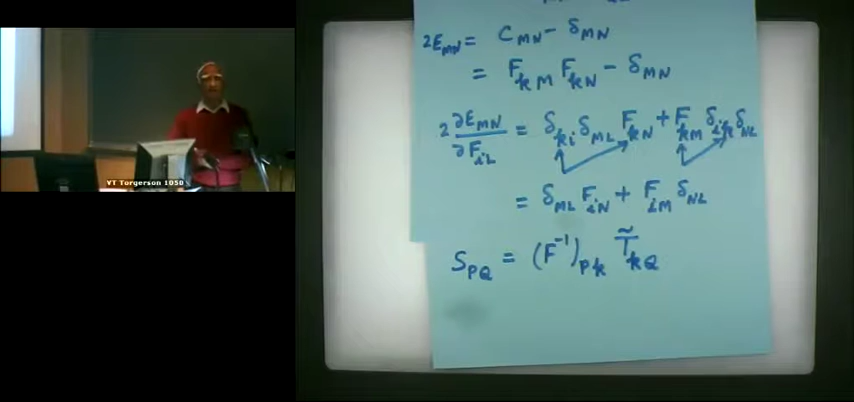 2E_MN = C_MN - δ_MN
= F_kM F_kN - δ_MN
2 ∂E_MN/∂F_iL = δ_ki δ_ML F_kN + F_kM δ_ik δ_NL
= δ_ML F_iN + F_iM δ_NL
S_PQ = (F^-1)_Pk T̃_kQ
VT Torgerson 1050